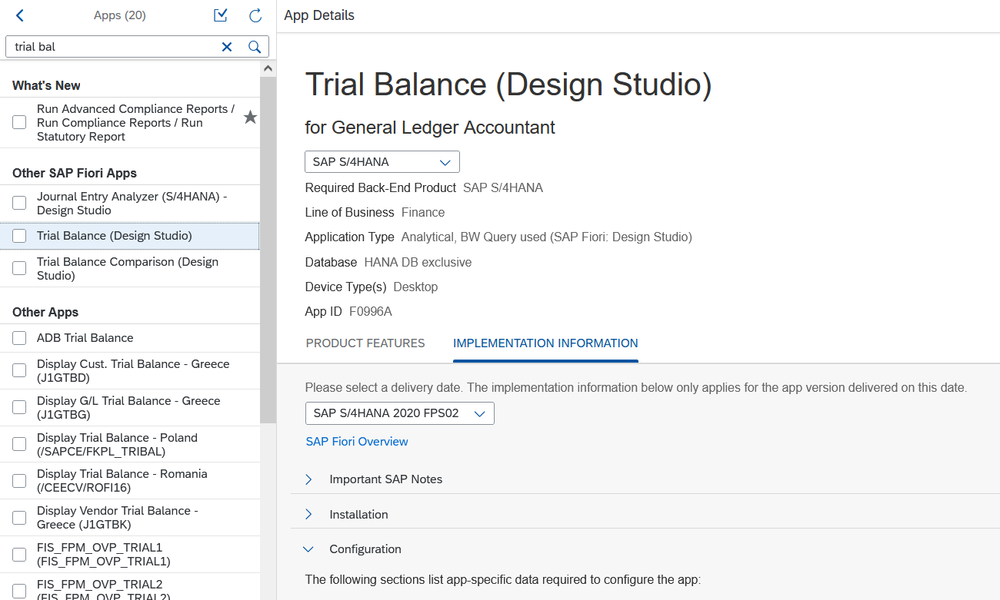 Apps (20)
trial bal
What's New
Run Advanced Compliance Reports /
Run Compliance Reports / Run
Statutory Report
Other SAP Fiori Apps
Journal Entry Analyzer (S/4HANA) -
Design Studio
Trial Balance (Design Studio)
Trial Balance Comparison (Design
Studio)
Other Apps
ADB Trial Balance
Display Cust. Trial Balance - Greece
(J1GTBD)
Display G/L Trial Balance - Greece
(J1GTBG)
Display Trial Balance - Poland
(/SAPCE/FKPL_TRIBAL)
Display Trial Balance - Romania
(/CEECV/ROFI16)
Display Vendor Trial Balance -
Greece (J1GTBK)
FIS_FPM_OVP_TRIAL1
(FIS_FPM_OVP_TRIAL1)
FIS_FPM_OVP_TRIAL2
(FIS_FPM_OVP_TRIAL2)
App Details
Trial Balance (Design Studio)
for General Ledger Accountant
SAP S/4HANA
Required Back-End Product SAP S/4HANA
Line of Business Finance
Application Type Analytical, BW Query used (SAP Fiori: Design Studio)
Database HANA DB exclusive
Device Type(s) Desktop
App ID F0996A
PRODUCT FEATURES IMPLEMENTATION INFORMATION
Please select a delivery date. The implementation information below only applies for the app version delivered on this date.
SAP S/4HANA 2020 FPS02
SAP Fiori Overview
Important SAP Notes
Installation
Configuration
The following sections list app-specific data required to configure the app: